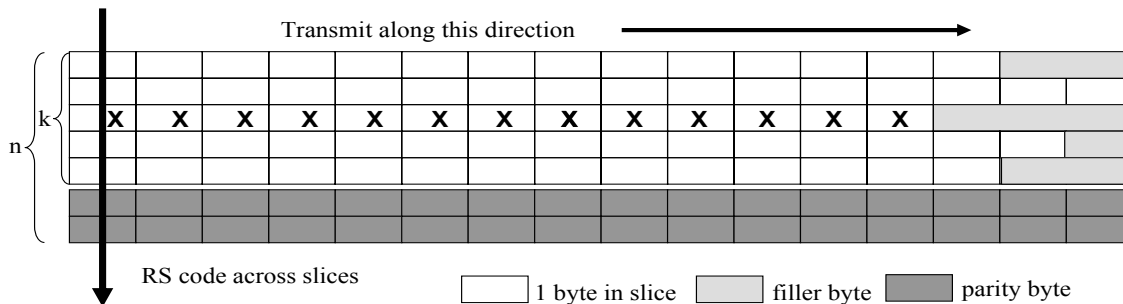 Transmit along this direction
k
X X X X X X X X X X X X X
n
RS code across slices
1 byte in slice
filler byte
parity byte